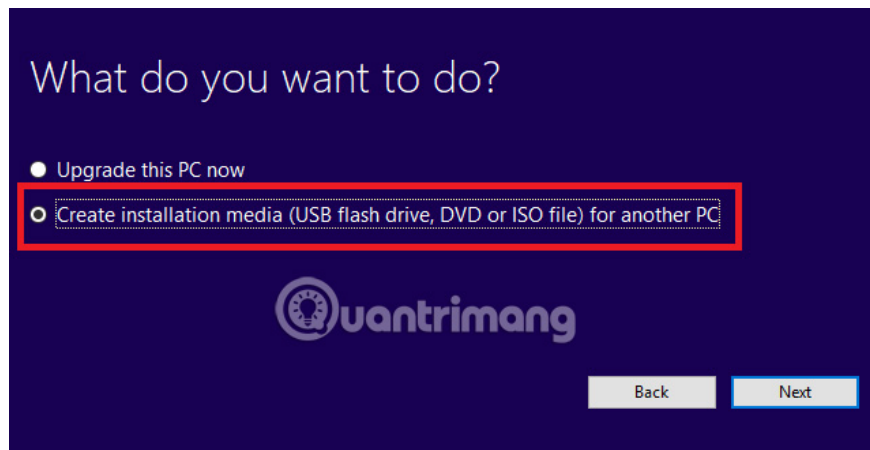 What do you want to do?
Upgrade this PC now
Create installation media (USB flash drive, DVD or ISO file) for another PC
Quantrimang
Back
Next